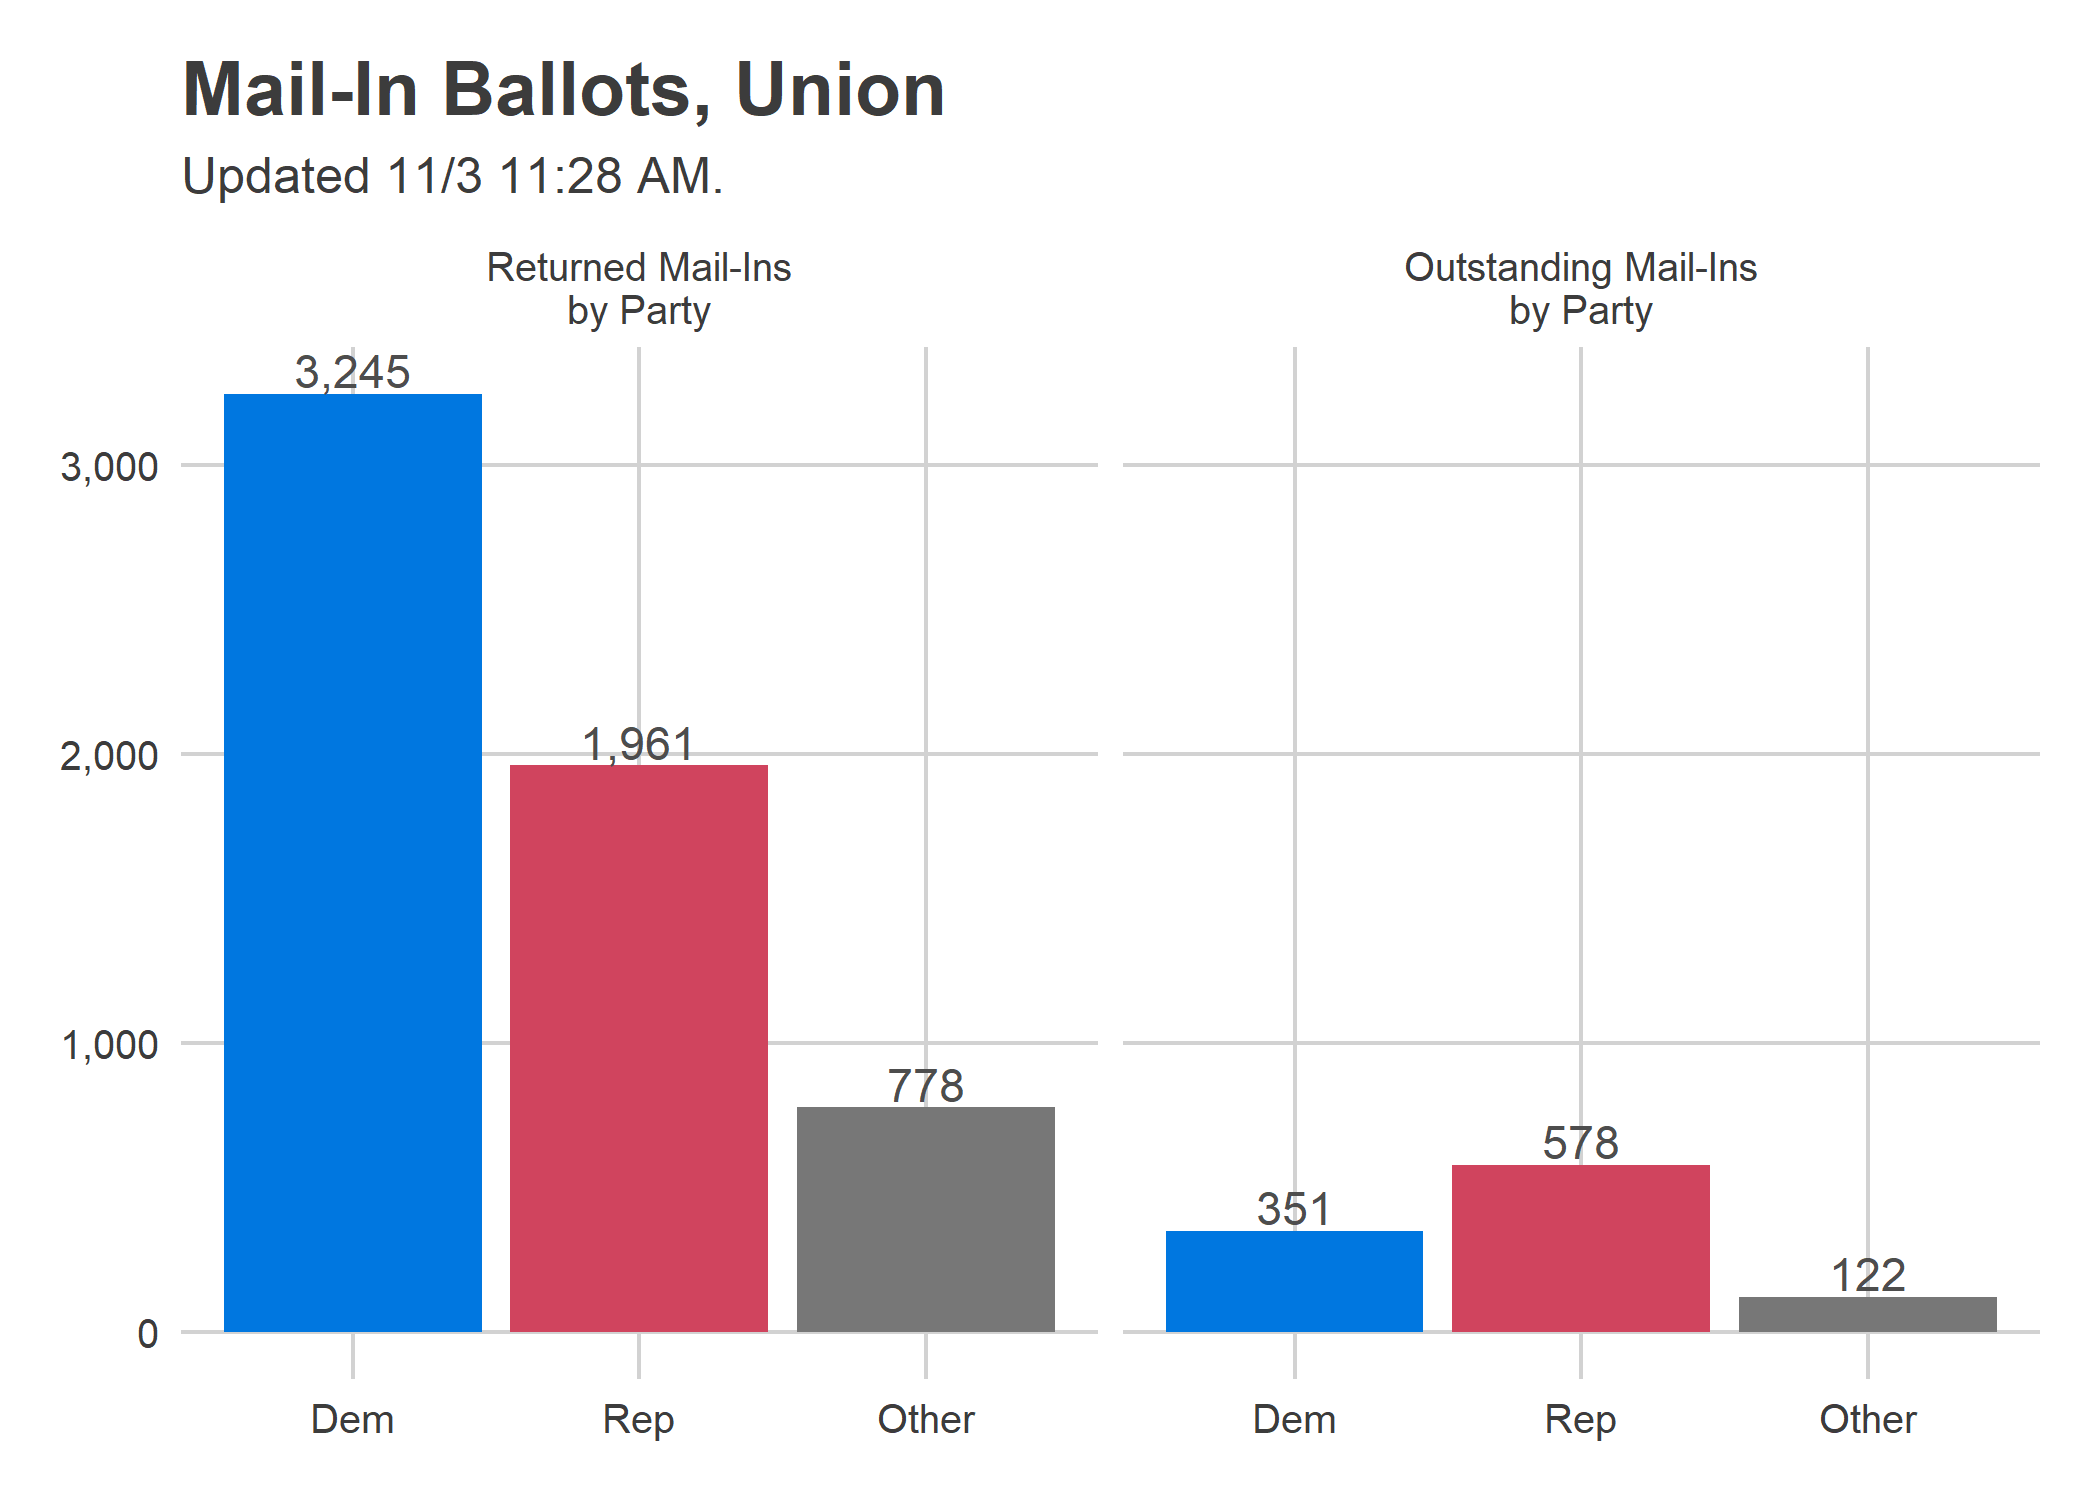 Mail-In Ballots, Union
Updated 11/3 11:28 AM.
Returned Mail-Ins
by Party
Outstanding Mail-Ins
by Party
3,245
1,961
778
351
578
122
3,000
2,000
1,000
0
Dem
Rep
Other
Dem
Rep
Other